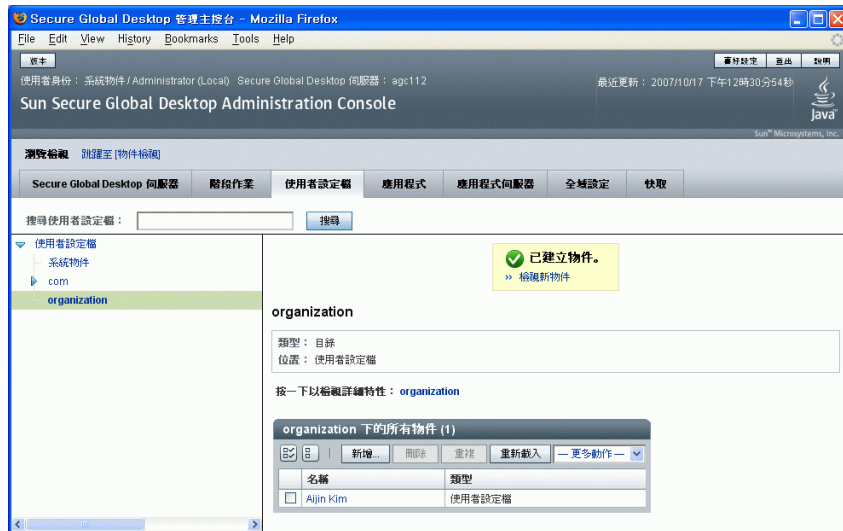 Secure Global Desktop 管理主控台 - Mozilla Firefox
File Edit View History Bookmarks Tools Help
版本
喜好設定 登出 說明
使用者身份： 系統物件 / Administrator (Local) Secure Global Desktop 伺服器： agc112
最近更新： 2007/10/17 下午12時30分54秒
Sun Secure Global Desktop Administration Console
Java™
Sun™ Microsystems, Inc.
瀏覽檢視 跳躍至 [物件檢視]
Secure Global Desktop 伺服器 階段作業 使用者設定檔 應用程式 應用程式伺服器 全域設定 快取
搜尋使用者設定檔： 搜尋
使用者設定檔
系統物件
com
organization
已建立物件。
» 檢視新物件
organization
類型： 目錄
位置： 使用者設定檔
按一下以檢視詳細特性： organization
organization 下的所有物件 (1)
新增... 刪除 重複 重新載入 — 更多動作 —
名稱 類型
Aijin Kim 使用者設定檔